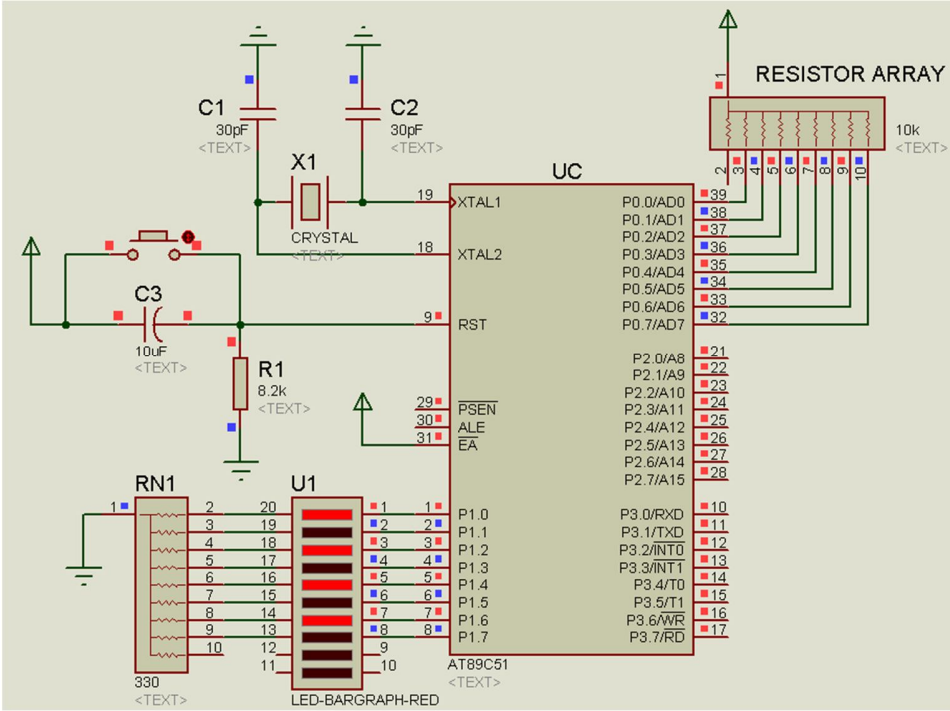 RESISTOR ARRAY
1
10k
<TEXT>
2
3
4
5
6
7
8
9
10
C1
30pF
<TEXT>
C2
30pF
<TEXT>
X1
CRYSTAL
<TEXT>
C3
10uF
<TEXT>
R1
8.2k
<TEXT>
UC
19 XTAL1
18 XTAL2
9 RST
29 PSEN
30 ALE
31 EA
1 P1.0
2 P1.1
3 P1.2
4 P1.3
5 P1.4
6 P1.5
7 P1.6
8 P1.7
P0.0/AD0 39
P0.1/AD1 38
P0.2/AD2 37
P0.3/AD3 36
P0.4/AD4 35
P0.5/AD5 34
P0.6/AD6 33
P0.7/AD7 32
P2.0/A8 21
P2.1/A9 22
P2.2/A10 23
P2.3/A11 24
P2.4/A12 25
P2.5/A13 26
P2.6/A14 27
P2.7/A15 28
P3.0/RXD 10
P3.1/TXD 11
P3.2/INT0 12
P3.3/INT1 13
P3.4/T0 14
P3.5/T1 15
P3.6/WR 16
P3.7/RD 17
AT89C51
<TEXT>
RN1
1
2
3
4
5
6
7
8
9
10
330
<TEXT>
U1
20 1
19 2
18 3
17 4
16 5
15 6
14 7
13 8
12 9
11 10
LED-BARGRAPH-RED